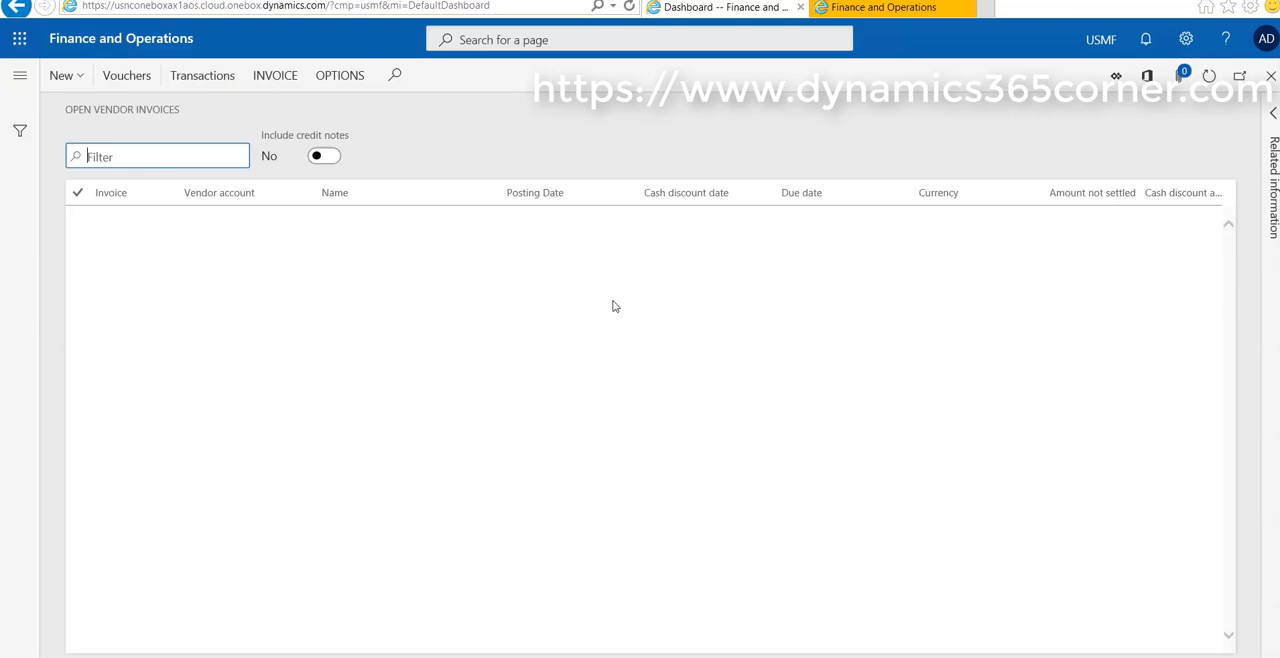 https://usnconeboxax1aos.cloud.onebox.dynamics.com/?cmp=usmf&mi=DefaultDashboard
Dashboard -- Finance and ...
Finance and Operations
Finance and Operations
Search for a page
USMF
AD
New
Vouchers
Transactions
INVOICE
OPTIONS
0
https://www.dynamics365corner.com/
OPEN VENDOR INVOICES
Filter
Include credit notes
No
Invoice
Vendor account
Name
Posting Date
Cash discount date
Due date
Currency
Amount not settled
Cash discount a...
Related information